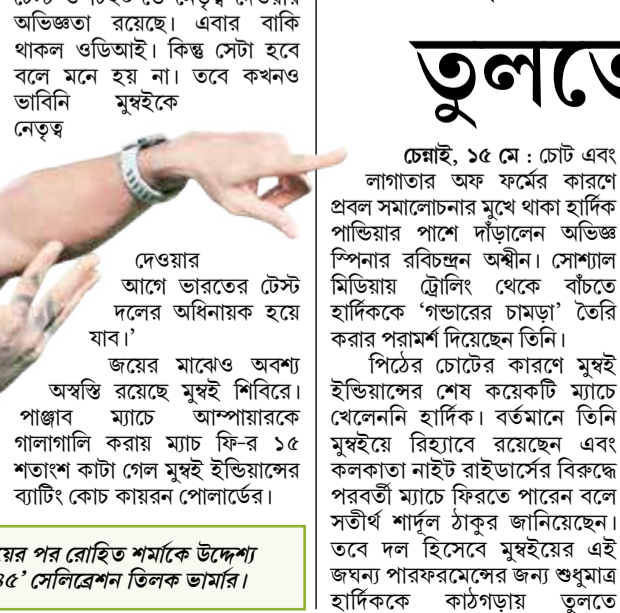 অভিজ্ঞতা রয়েছে। এবার বাকি
থাকল ওডিআই। কিন্তু সেটা হবে
বলে মনে হয় না। তবে কখনও
ভাবিনি মুম্বইকে
নেতৃত্ব
দেওয়ার
আগে ভারতের টেস্ট
দলের অধিনায়ক হয়ে
যাব।’
জয়ের মাঝেও অবশ্য
অস্বস্তি রয়েছে মুম্বই শিবিরে।
পাঞ্জাব ম্যাচে আম্পায়ারকে
গালাগালি করায় ম্যাচ ফি-র ১৫
শতাংশ কাটা গেল মুম্বই ইন্ডিয়ান্সের
ব্যাটিং কোচ কায়রন পোলার্ডের।
য়ের পর রোহিত শর্মাকে উদ্দেশ্য
৪৫’ সেলিব্রেশন তিলক ভার্মার।
তুলতে
চেন্নাই, ১৫ মে : চোট এবং
লাগাতার অফ ফর্মের কারণে
প্রবল সমালোচনার মুখে থাকা হার্দিক
পান্ডিয়ার পাশে দাঁড়ালেন অভিজ্ঞ
স্পিনার রবিচন্দ্রন অশ্বীন। সোশ্যাল
মিডিয়ায় ট্রোলিং থেকে বাঁচতে
হার্দিককে ‘গন্ডারের চামড়া’ তৈরি
করার পরামর্শ দিয়েছেন তিনি।
পিঠের চোটের কারণে মুম্বই
ইন্ডিয়ান্সের শেষ কয়েকটি ম্যাচে
খেলেননি হার্দিক। বর্তমানে তিনি
মুম্বইয়ে রিহ্যাবে রয়েছেন এবং
কলকাতা নাইট রাইডার্সের বিরুদ্ধে
পরবর্তী ম্যাচে ফিরতে পারেন বলে
সতীর্থ শার্দূল ঠাকুর জানিয়েছেন।
তবে দল হিসেবে মুম্বইয়ের এই
জঘন্য পারফরমেন্সের জন্য শুধুমাত্র
হার্দিককে কাঠগড়ায় তুলতে